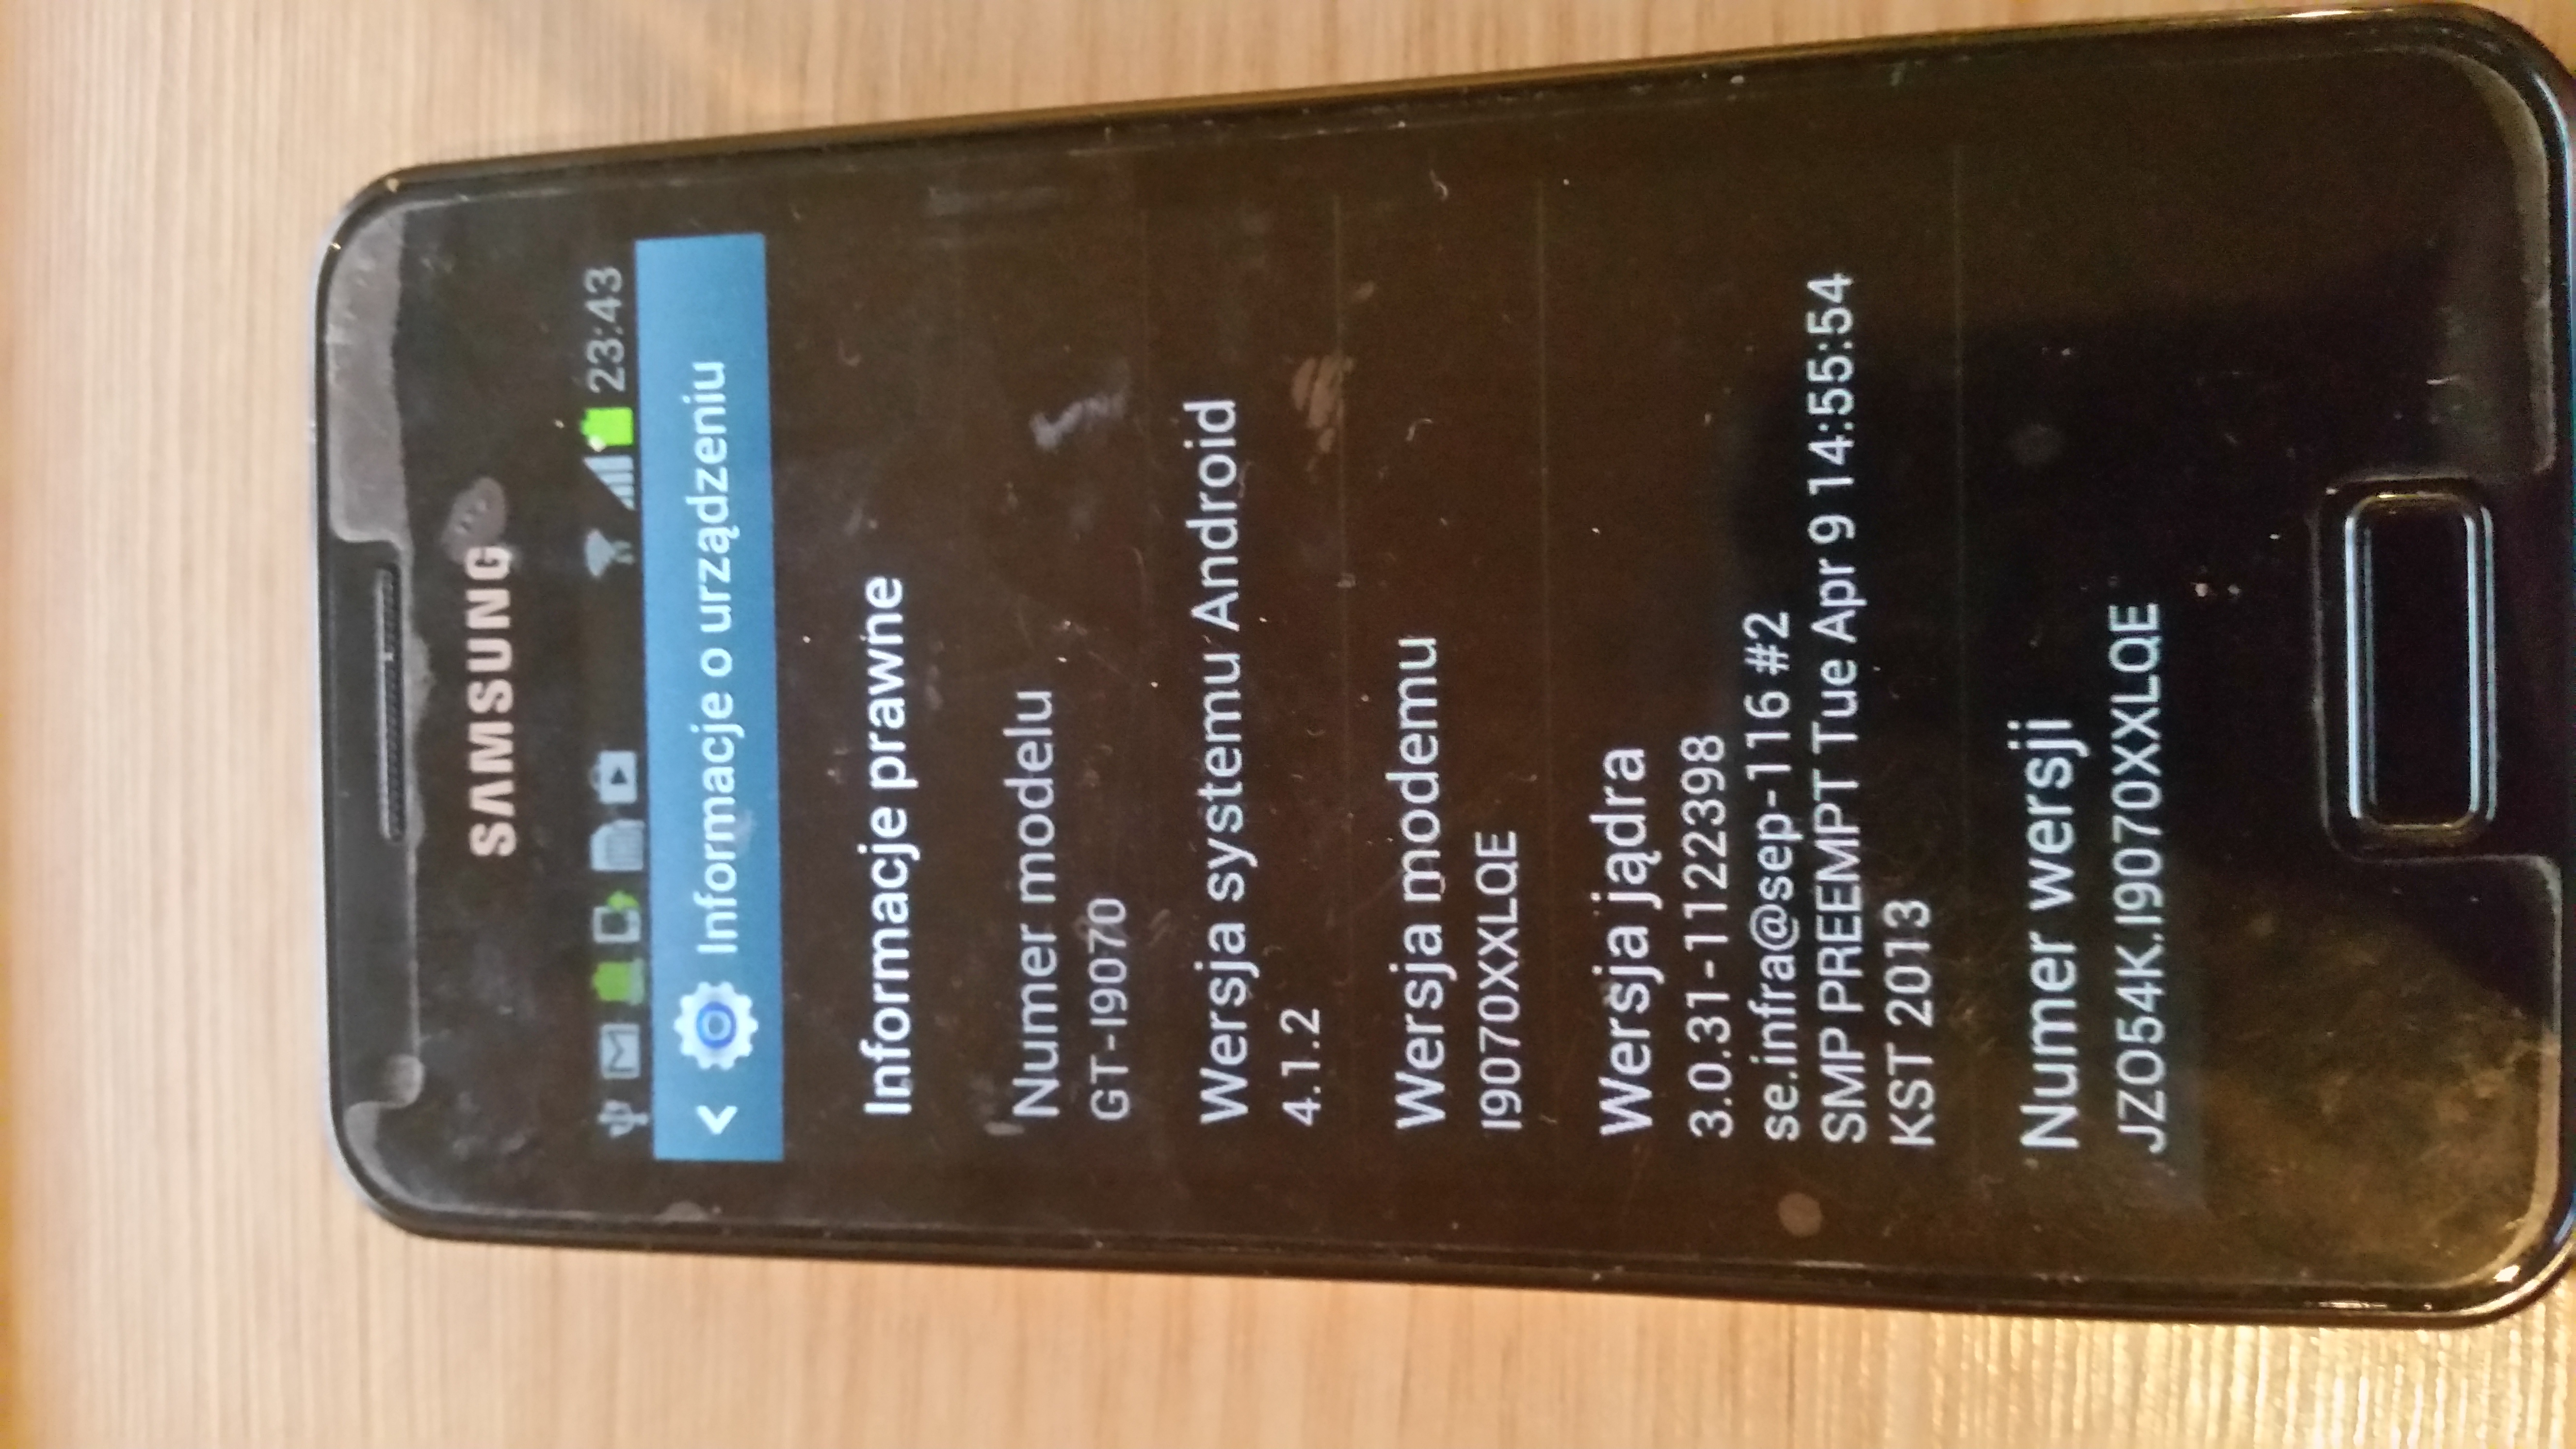 SAMSUNG
23:43
Informacje o urządzeniu
Informacje prawne
Numer modelu
GT-I9070
Wersja systemu Android
4.1.2
Wersja modemu
I9070XXLQE
Wersja jądra
3.0.31-1122398
se.infra@sep-116 #2
SMP PREEMPT Tue Apr 9 14:55:54
KST 2013
Numer wersji
JZO54K.I9070XXLQE